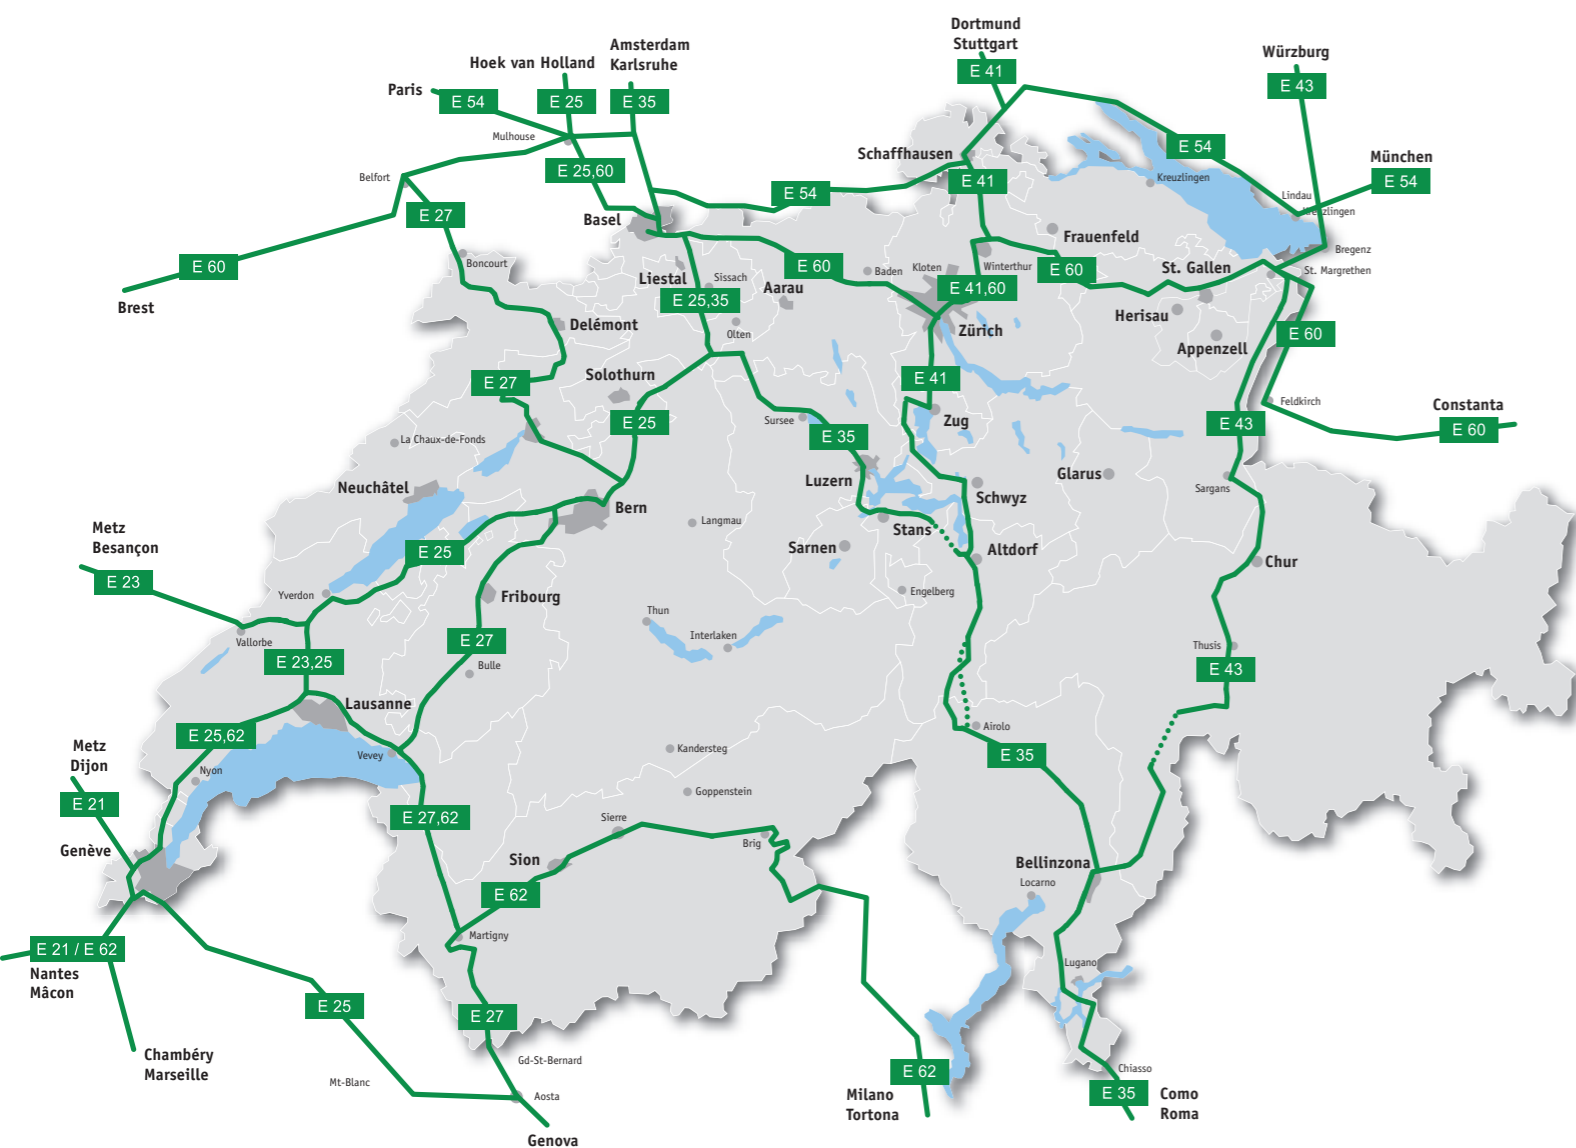 Dortmund
Stuttgart
Amsterdam
Karlsruhe
Hoek van Holland
Würzburg
Paris
E 41
E 43
E 54
E 25
E 35
Mulhouse
E 54
Schaffhausen
München
E 25,60
Belfort
Kreuzlingen
E 41
E 54
E 54
Lindau
E 27
Basel
Kreuzlingen
Frauenfeld
Bregenz
E 60
Boncourt
E 60
Baden
Kloten
Winterthur
E 60
St. Gallen
St. Margrethen
Liestal
Sissach
Aarau
E 41,60
Brest
E 25,35
Herisau
Delémont
Olten
Zürich
E 60
Appenzell
Solothurn
E 27
E 41
Feldkirch
Constanta
E 25
Sursee
Zug
E 43
E 60
La Chaux-de-Fonds
E 35
Neuchâtel
Luzern
Glarus
Sargans
Schwyz
Bern
Metz
Besançon
Langmau
Stans
E 25
Sarnen
Altdorf
Chur
E 23
Yverdon
Fribourg
Engelberg
Thun
Vallorbe
E 27
Interlaken
Thusis
E 23,25
Bulle
E 43
Lausanne
E 25,62
Airolo
Metz
Dijon
Vevey
Kandersteg
E 35
Nyon
Goppenstein
E 21
E 27,62
Sierre
Genève
Sion
Brig
Bellinzona
E 62
Locarno
Martigny
E 21 / E 62
Nantes
Mâcon
Lugano
E 25
E 27
Chambéry
Marseille
Gd-St-Bernard
Mt-Blanc
Aosta
E 62
Chiasso
Milano
Tortona
E 35
Como
Roma
Genova